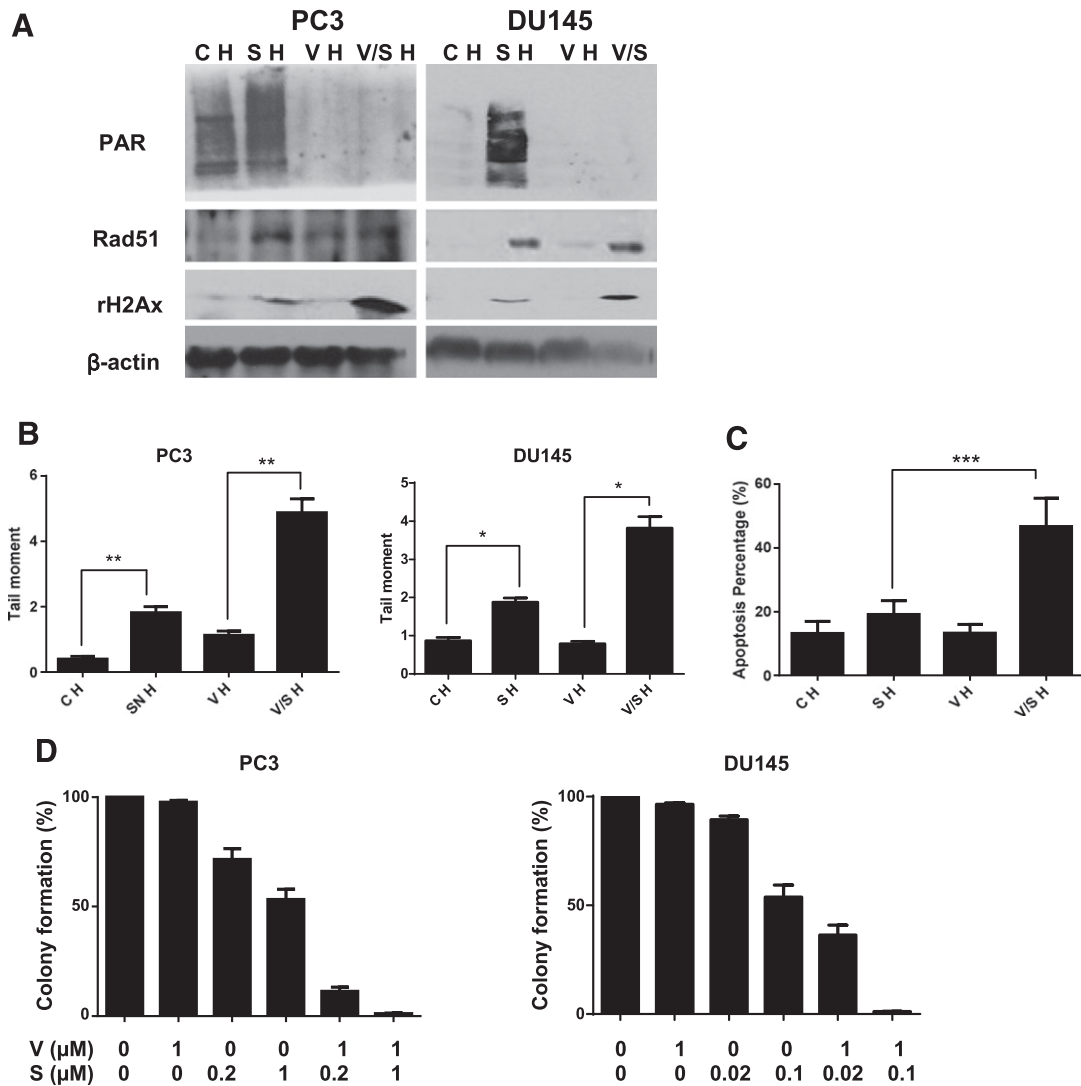 A
PC3 DU145
C H S H V H V/S H C H S H V H V/S
PAR
Rad51
rH2Ax
β-actin
B
PC3
Tail moment
6
4
2
0
**
**
C H SN H V H V/S H
DU145
Tail moment
5
4
3
2
1
0
*
*
C H S H V H V/S H
C
Apoptosis Percentage (%)
60
40
20
0
***
C H S H V H V/S H
D
PC3
Colony formation (%)
100
50
0
V (µM) 0 1 0 0 1 1
S (µM) 0 0 0.2 1 0.2 1
DU145
Colony formation (%)
100
50
0
0 1 0 0 1 1
0 0 0.02 0.1 0.02 0.1